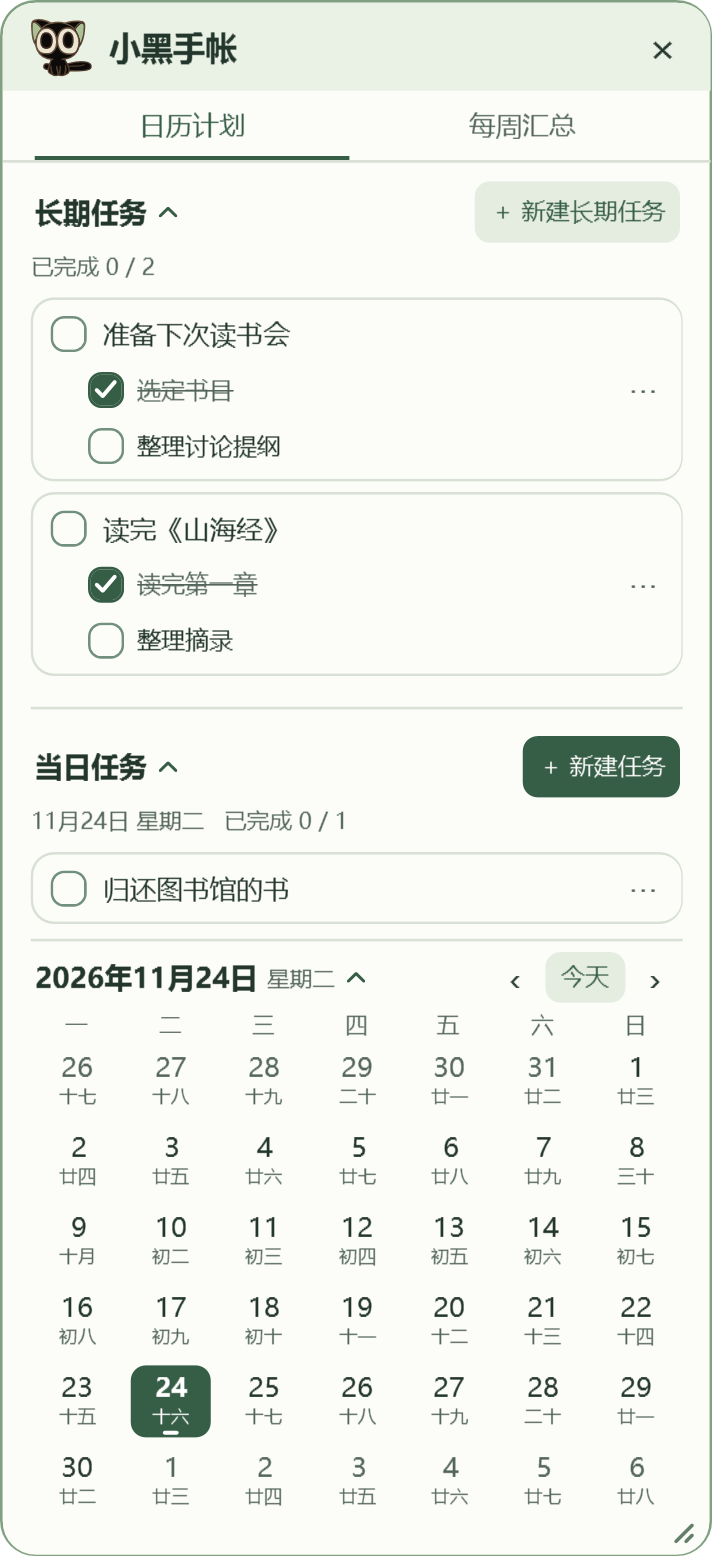 小黑手帐
×
日历计划 每周汇总
长期任务 + 新建长期任务
已完成 0 / 2
准备下次读书会
选定书目 ...
整理讨论提纲
读完《山海经》
读完第一章 ...
整理摘录
当日任务 + 新建任务
11月24日 星期二 已完成 0 / 1
归还图书馆的书 ...
2026年11月24日 星期二 ‹ 今天 ›
一 二 三 四 五 六 日
26 27 28 29 30 31 1
十七 十八 十九 二十 廿一 廿二 廿三
2 3 4 5 6 7 8
廿四 廿五 廿六 廿七 廿八 廿九 三十
9 10 11 12 13 14 15
十月 初二 初三 初四 初五 初六 初七
16 17 18 19 20 21 22
初八 初九 初十 十一 十二 十三 十四
23 24 25 26 27 28 29
十五 十六 十七 十八 十九 二十 廿一
30 1 2 3 4 5 6
廿二 廿三 廿四 廿五 廿六 廿七 廿八